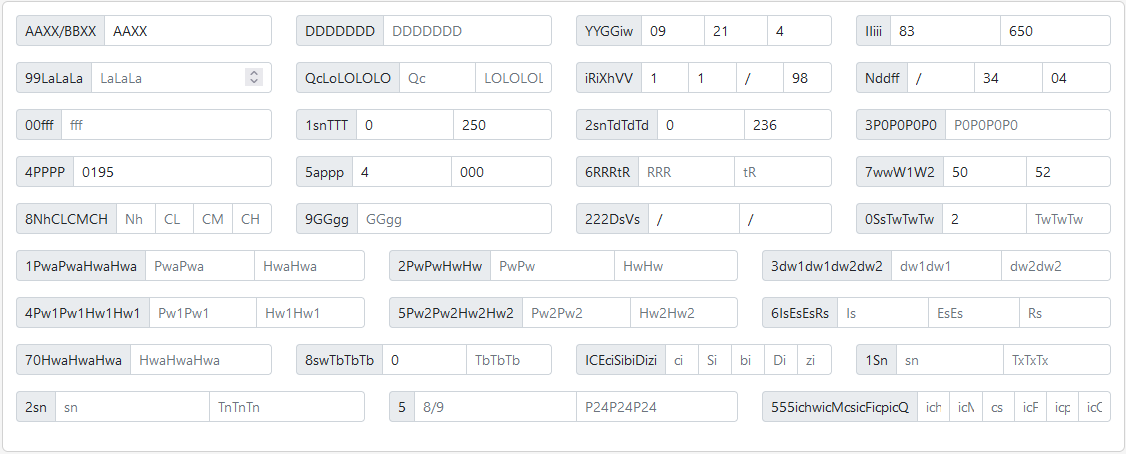 AAXX/BBXX AAXX DDDDDDD DDDDDDD YYGGiw 09 21 4 IIiii 83 650
99LaLaLa LaLaLa QcLoLOLOLO Qc LOLOLOL iRiXhVV 1 1 / 98 Nddff / 34 04
00fff fff 1snTTT 0 250 2snTdTdTd 0 236 3P0P0P0P0 P0P0P0P0
4PPPP 0195 5appp 4 000 6RRRtR RRR tR 7wwW1W2 50 52
8NhCLCMCH Nh CL CM CH 9GGgg GGgg 222DsVs / / 0SsTwTwTw 2 TwTwTw
1PwaPwaHwaHwa PwaPwa HwaHwa 2PwPwHwHw PwPw HwHw 3dw1dw1dw2dw2 dw1dw1 dw2dw2
4Pw1Pw1Hw1Hw1 Pw1Pw1 Hw1Hw1 5Pw2Pw2Hw2Hw2 Pw2Pw2 Hw2Hw2 6IsEsEsRs Is EsEs Rs
70HwaHwaHwa HwaHwaHwa 8swTbTbTb 0 TbTbTb ICEciSibiDizi ci Si bi Di zi 1Sn sn TxTxTx
2sn sn TnTnTn 5 8/9 P24P24P24 555ichwicMcsicFicpicQ ich icM cs icF icp icQ